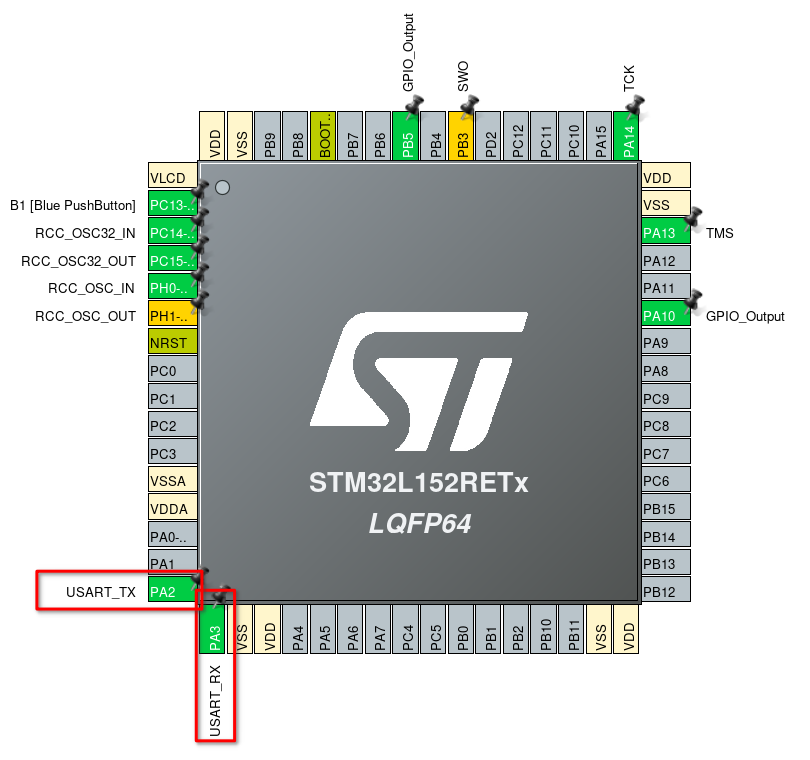 GPIO_Output
SWO
TCK
VDD
VSS
PB9
PB8
BOOT..
PB7
PB6
PB5
PB4
PB3
PD2
PC12
PC11
PC10
PA15
PA14
VLCD
B1 [Blue PushButton] PC13-..
RCC_OSC32_IN PC14-..
RCC_OSC32_OUT PC15-..
RCC_OSC_IN PH0-..
RCC_OSC_OUT PH1-..
NRST
PC0
PC1
PC2
PC3
VSSA
VDDA
PA0-..
PA1
USART_TX PA2
VDD
VSS
PA13 TMS
PA12
PA11
PA10 GPIO_Output
PA9
PA8
PC9
PC8
PC7
PC6
PB15
PB14
PB13
PB12
ST
STM32L152RETx
LQFP64
PA3
VSS
VDD
PA4
PA5
PA6
PA7
PC4
PC5
PB0
PB1
PB2
PB10
PB11
VSS
VDD
USART_RX